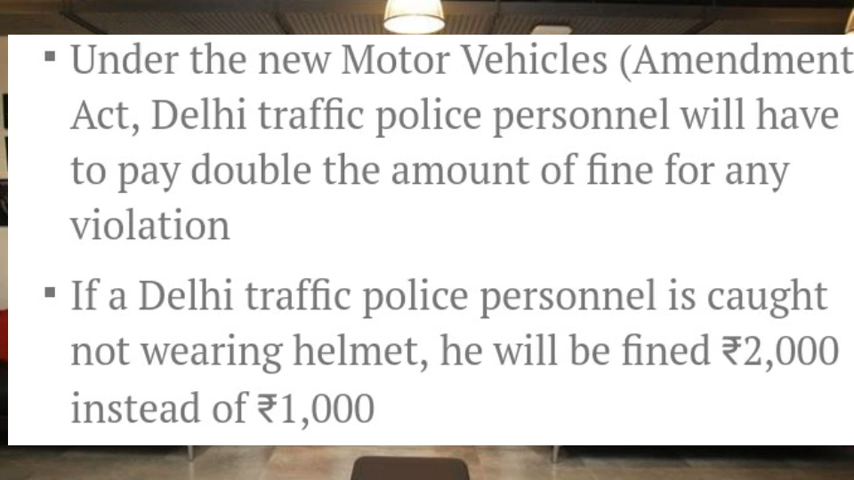 ▪ Under the new Motor Vehicles (Amendment
Act, Delhi traffic police personnel will have
to pay double the amount of fine for any
violation
▪ If a Delhi traffic police personnel is caught
not wearing helmet, he will be fined ₹2,000
instead of ₹1,000